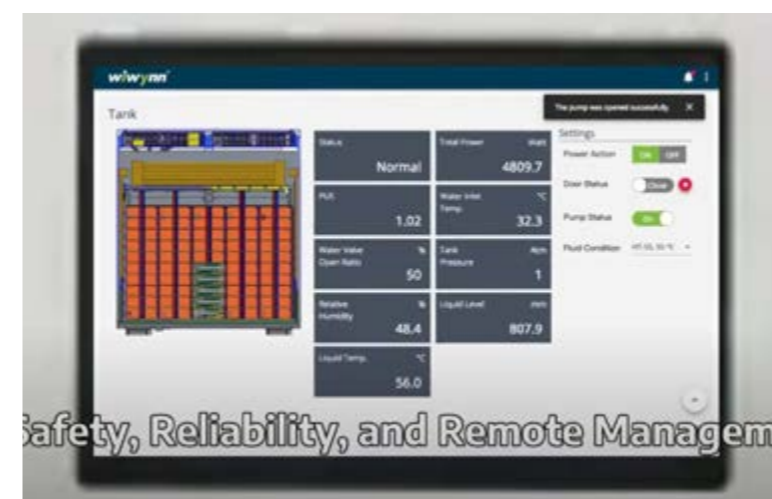 wiwynn
The pump was opened successfully. X
Tank
Settings
Status
Normal
Total Power Watt
4809.7
Power Action ON OFF
Door Status Close
PUE
1.02
Water Inlet Temp. °C
32.3
Pump Status On
Water Valve Open Ratio %
50
Tank Pressure Atm
1
Fluid Condition
Relative Humidity %
48.4
Liquid Level mm
807.9
Liquid Temp. °C
56.0
Safety, Reliability, and Remote Managem